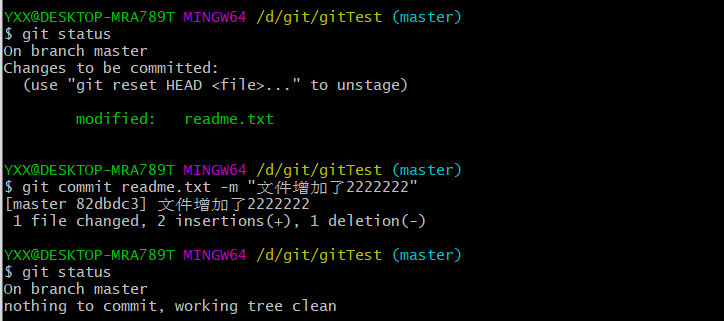 YXX@DESKTOP-MRA789T MINGW64 /d/git/gitTest (master)
$ git status
On branch master
Changes to be committed:
  (use "git reset HEAD <file>..." to unstage)
        modified:   readme.txt
YXX@DESKTOP-MRA789T MINGW64 /d/git/gitTest (master)
$ git commit readme.txt -m "文件增加了2222222"
[master 82dbdc3] 文件增加了2222222
 1 file changed, 2 insertions(+), 1 deletion(-)
YXX@DESKTOP-MRA789T MINGW64 /d/git/gitTest (master)
$ git status
On branch master
nothing to commit, working tree clean